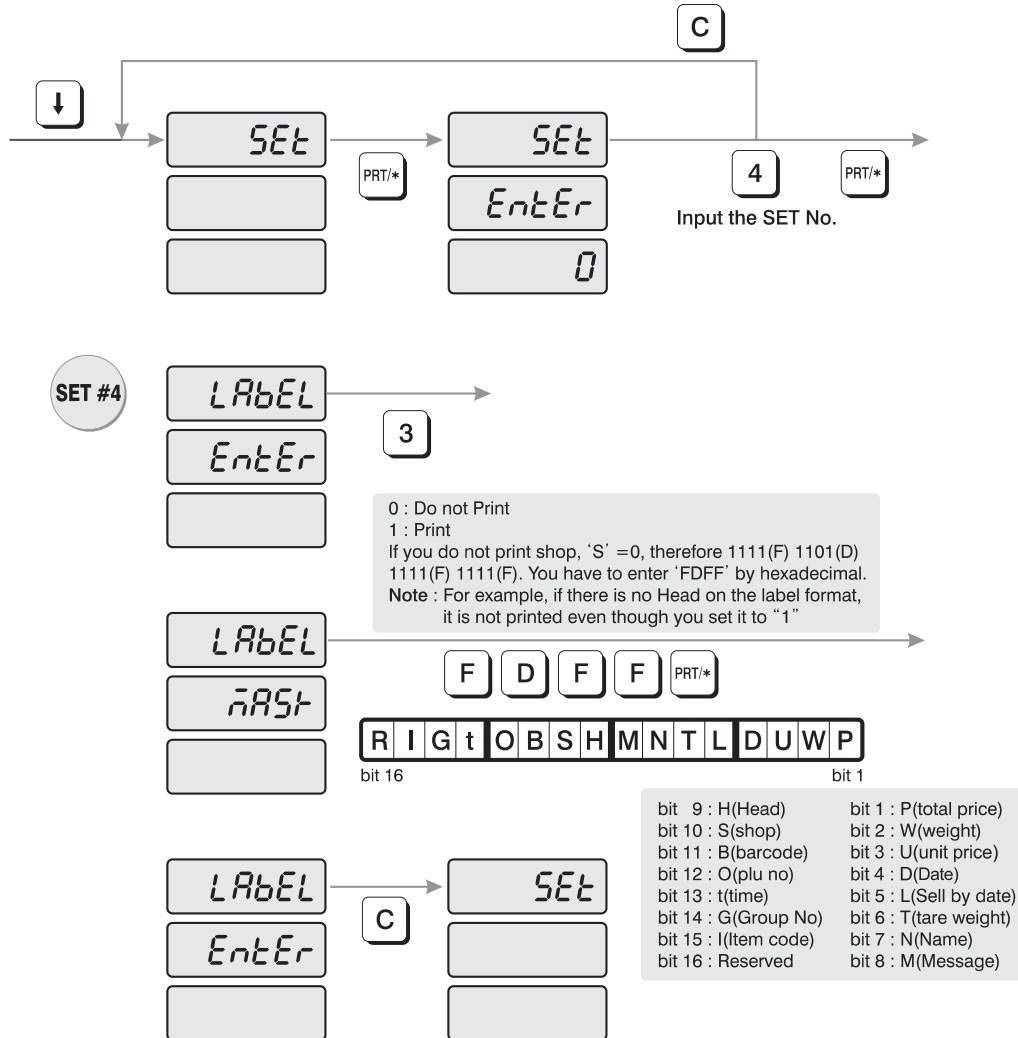 C
↓
SEt SEt
PRT/* 4 PRT/*
EntEr
Input the SET No.
0
SET #4
LAbEL
3
EntEr
0 : Do not Print
1 : Print
If you do not print shop, ‘S’ =0, therefore 1111(F) 1101(D)
1111(F) 1111(F). You have to enter ‘FDFF’ by hexadecimal.
Note : For example, if there is no Head on the label format,
it is not printed even though you set it to “1”
LAbEL
F D F F PRT/*
R I G t O B S H M N T L D U W P
bit 16 bit 1
bit 9 : H(Head) bit 1 : P(total price)
bit 10 : S(shop) bit 2 : W(weight)
bit 11 : B(barcode) bit 3 : U(unit price)
bit 12 : O(plu no) bit 4 : D(Date)
bit 13 : t(time) bit 5 : L(Sell by date)
bit 14 : G(Group No) bit 6 : T(tare weight)
bit 15 : I(Item code) bit 7 : N(Name)
bit 16 : Reserved bit 8 : M(Message)
LAbEL SEt
C
EntEr